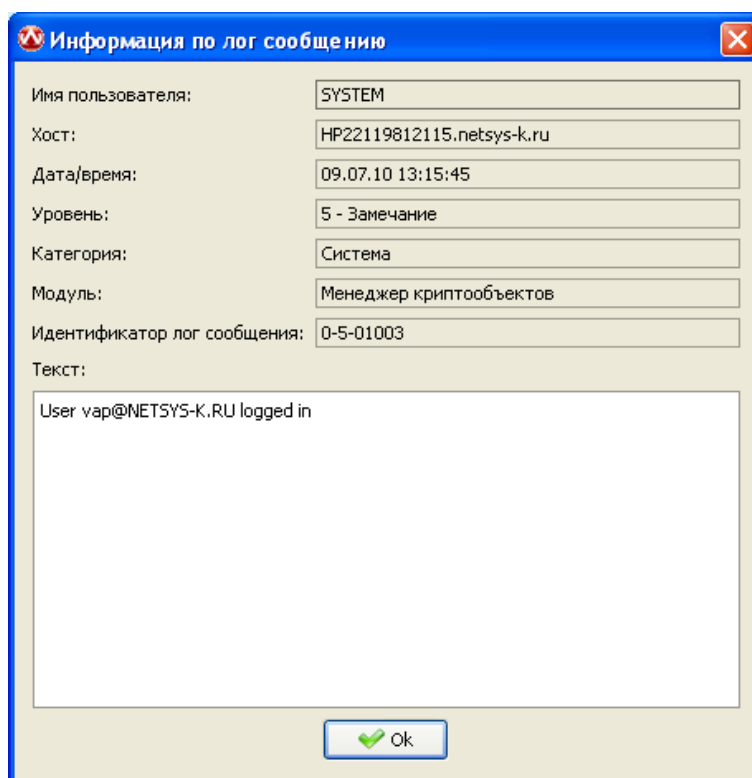 Информация по лог сообщению
Имя пользователя: SYSTEM
Хост: HP22119812115.netsys-k.ru
Дата/время: 09.07.10 13:15:45
Уровень: 5 - Замечание
Категория: Система
Модуль: Менеджер криптообъектов
Идентификатор лог сообщения: 0-5-01003
Текст:
User vap@NETSYS-K.RU logged in
Ok